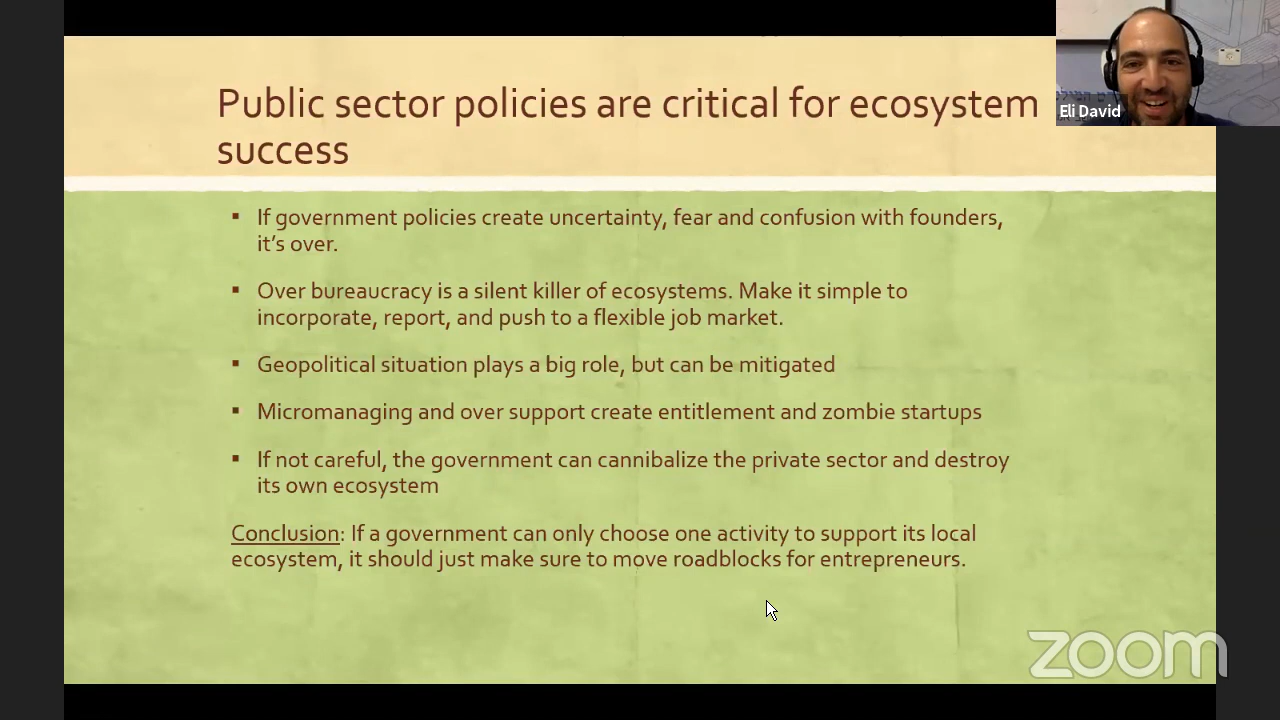 Public sector policies are critical for ecosystem
success
Eli David
▪ If government policies create uncertainty, fear and confusion with founders,
it’s over.
▪ Over bureaucracy is a silent killer of ecosystems. Make it simple to
incorporate, report, and push to a flexible job market.
▪ Geopolitical situation plays a big role, but can be mitigated
▪ Micromanaging and over support create entitlement and zombie startups
▪ If not careful, the government can cannibalize the private sector and destroy
its own ecosystem
Conclusion: If a government can only choose one activity to support its local
ecosystem, it should just make sure to move roadblocks for entrepreneurs.
zoom